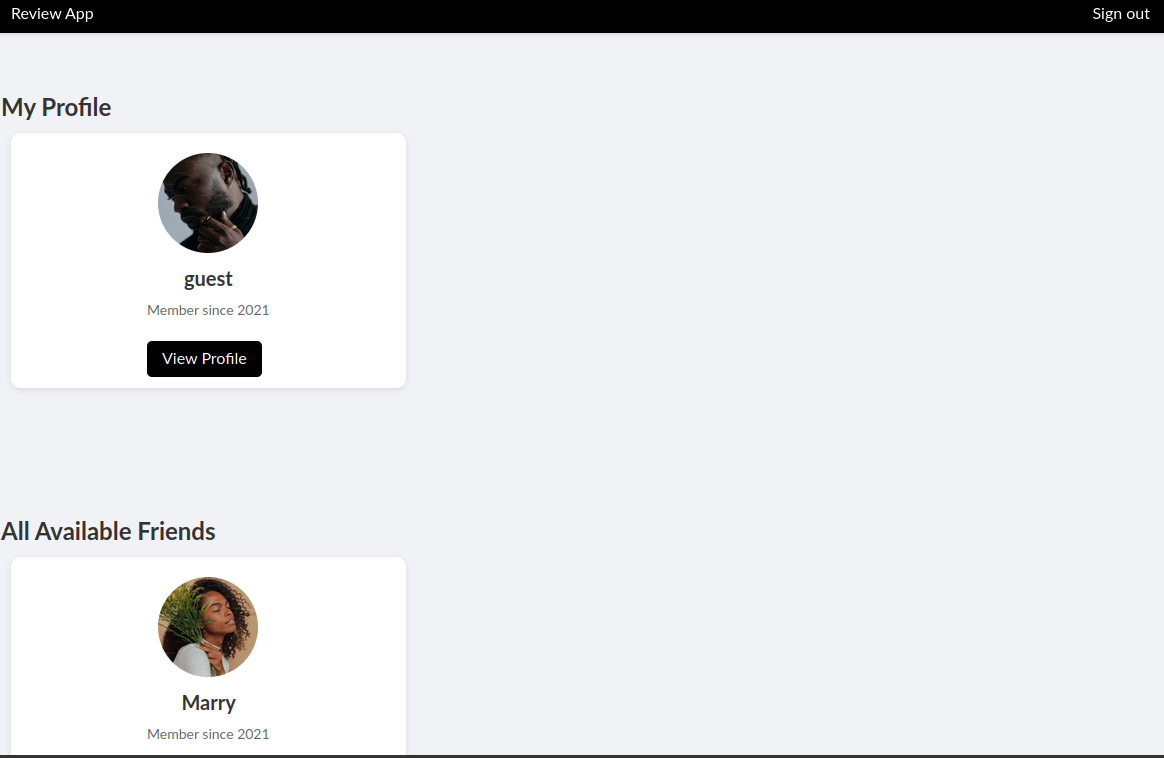 Review App
Sign out
My Profile
guest
Member since 2021
View Profile
All Available Friends
Marry
Member since 2021